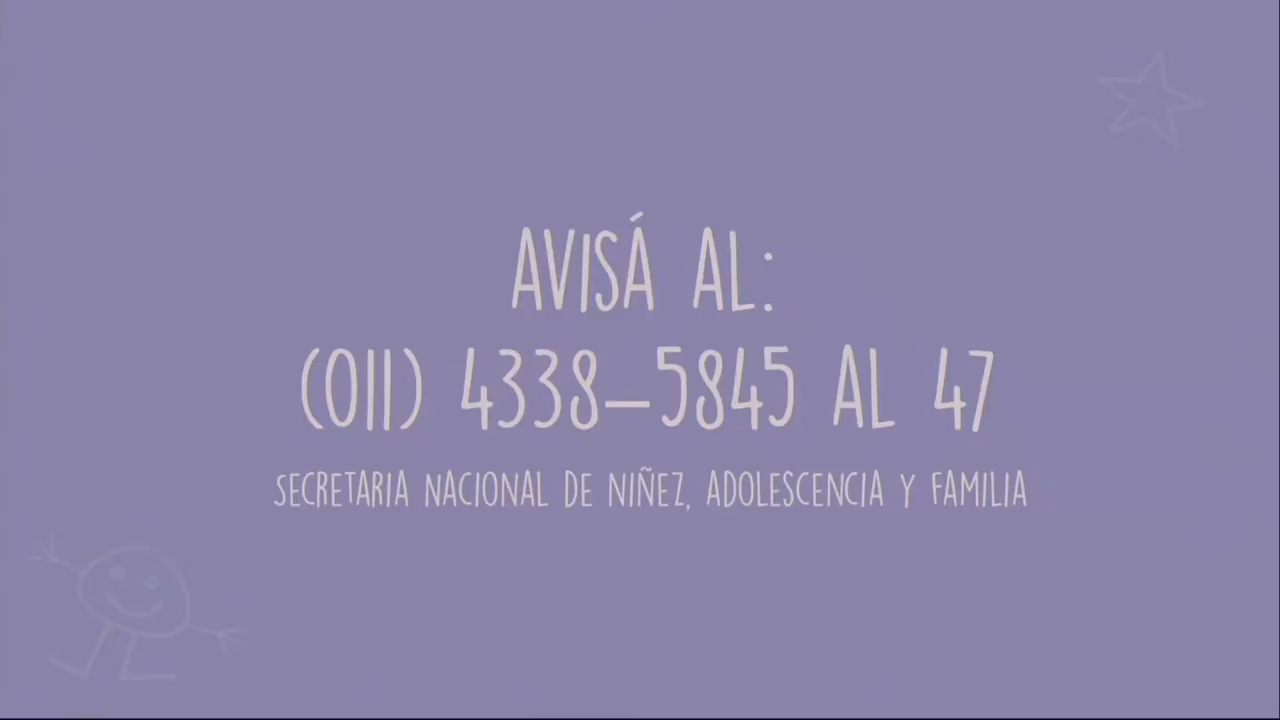 AVISÁ AL:
(011) 4338-5845 AL 47
SECRETARIA NACIONAL DE NIÑEZ, ADOLESCENCIA Y FAMILIA